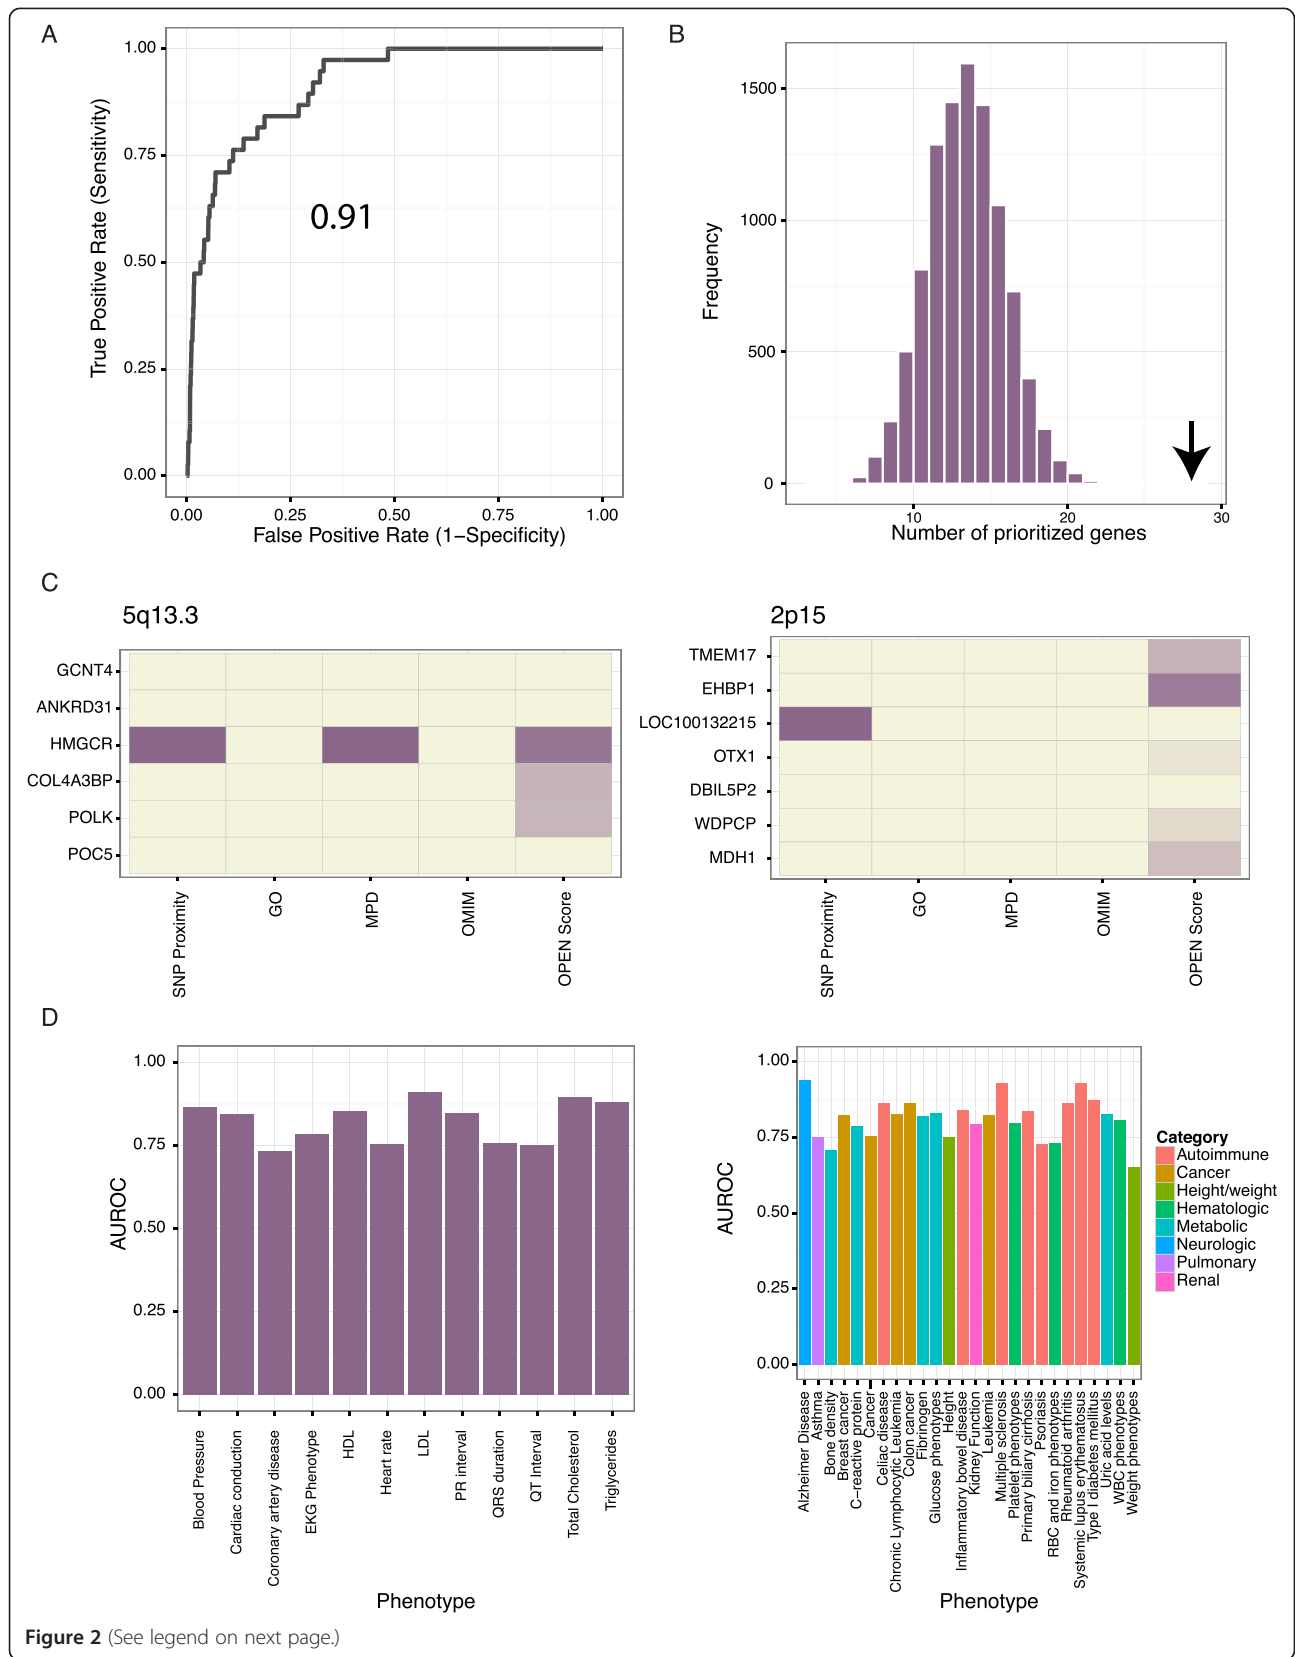 A
1.00
0.75
0.50
0.25
0.00
True Positive Rate (Sensitivity)
0.91
0.00 0.25 0.50 0.75 1.00
False Positive Rate (1−Specificity)
B
1500
1000
500
0
Frequency
10 20 30
Number of prioritized genes
C
5q13.3
GCNT4
ANKRD31
HMGCR
COL4A3BP
POLK
POC5
SNP Proximity
GO
MPD
OMIM
OPEN Score
2p15
TMEM17
EHBP1
LOC100132215
OTX1
DBIL5P2
WDPCP
MDH1
SNP Proximity
GO
MPD
OMIM
OPEN Score
D
1.00
0.75
0.50
0.25
0.00
AUROC
Blood Pressure
Cardiac conduction
Coronary artery disease
EKG Phenotype
HDL
Heart rate
LDL
PR interval
QRS duration
QT Interval
Total Cholesterol
Triglycerides
Phenotype
1.00
0.75
0.50
0.25
0.00
AUROC
Alzheimer Disease
Asthma
Bone density
Breast cancer
C−reactive protein
Cancer
Celiac disease
Chronic Lymphocytic Leukemia
Colon cancer
Fibrinogen
Glucose phenotypes
Height
Inflammatory bowel disease
Kidney Function
Leukemia
Multiple sclerosis
Platelet phenotypes
Primary biliary cirrhosis
Psoriasis
RBC and iron phenotypes
Rheumatoid arthritis
Systemic lupus erythematosus
Type I diabetes mellitus
Uric acid levels
WBC phenotypes
Weight phenotypes
Phenotype
Category
Autoimmune
Cancer
Height/weight
Hematologic
Metabolic
Neurologic
Pulmonary
Renal
Figure 2 (See legend on next page.)